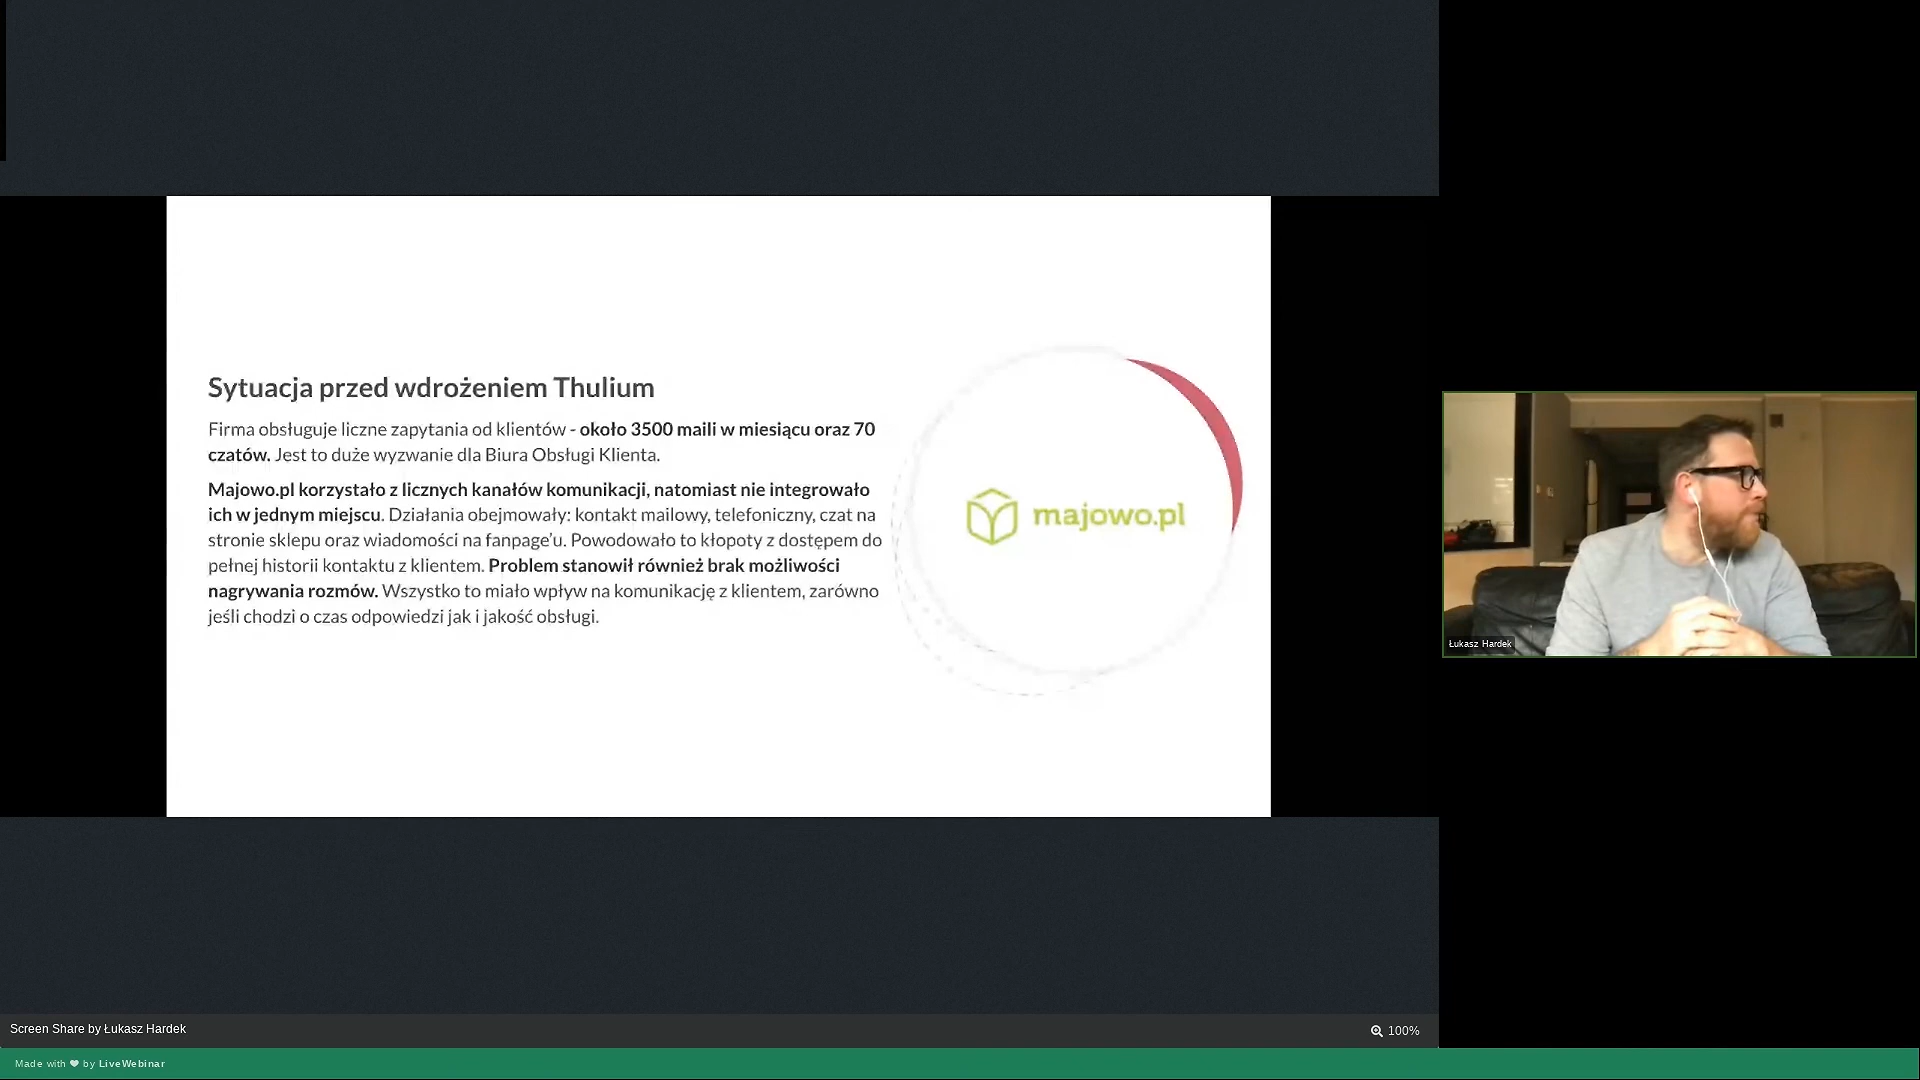 Sytuacja przed wdrożeniem Thulium
Firma obsługuje liczne zapytania od klientów - około 3500 maili w miesiącu oraz 70
czatów. Jest to duże wyzwanie dla Biura Obsługi Klienta.
Majowo.pl korzystało z licznych kanałów komunikacji, natomiast nie integrowało
ich w jednym miejscu. Działania obejmowały: kontakt mailowy, telefoniczny, czat na
stronie sklepu oraz wiadomości na fanpage’u. Powodowało to kłopoty z dostępem do
pełnej historii kontaktu z klientem. Problem stanowił również brak możliwości
nagrywania rozmów. Wszystko to miało wpływ na komunikację z klientem, zarówno
jeśli chodzi o czas odpowiedzi jak i jakość obsługi.
majowo.pl
Łukasz Hardek
Screen Share by Łukasz Hardek
100%
Made with ❤ by LiveWebinar